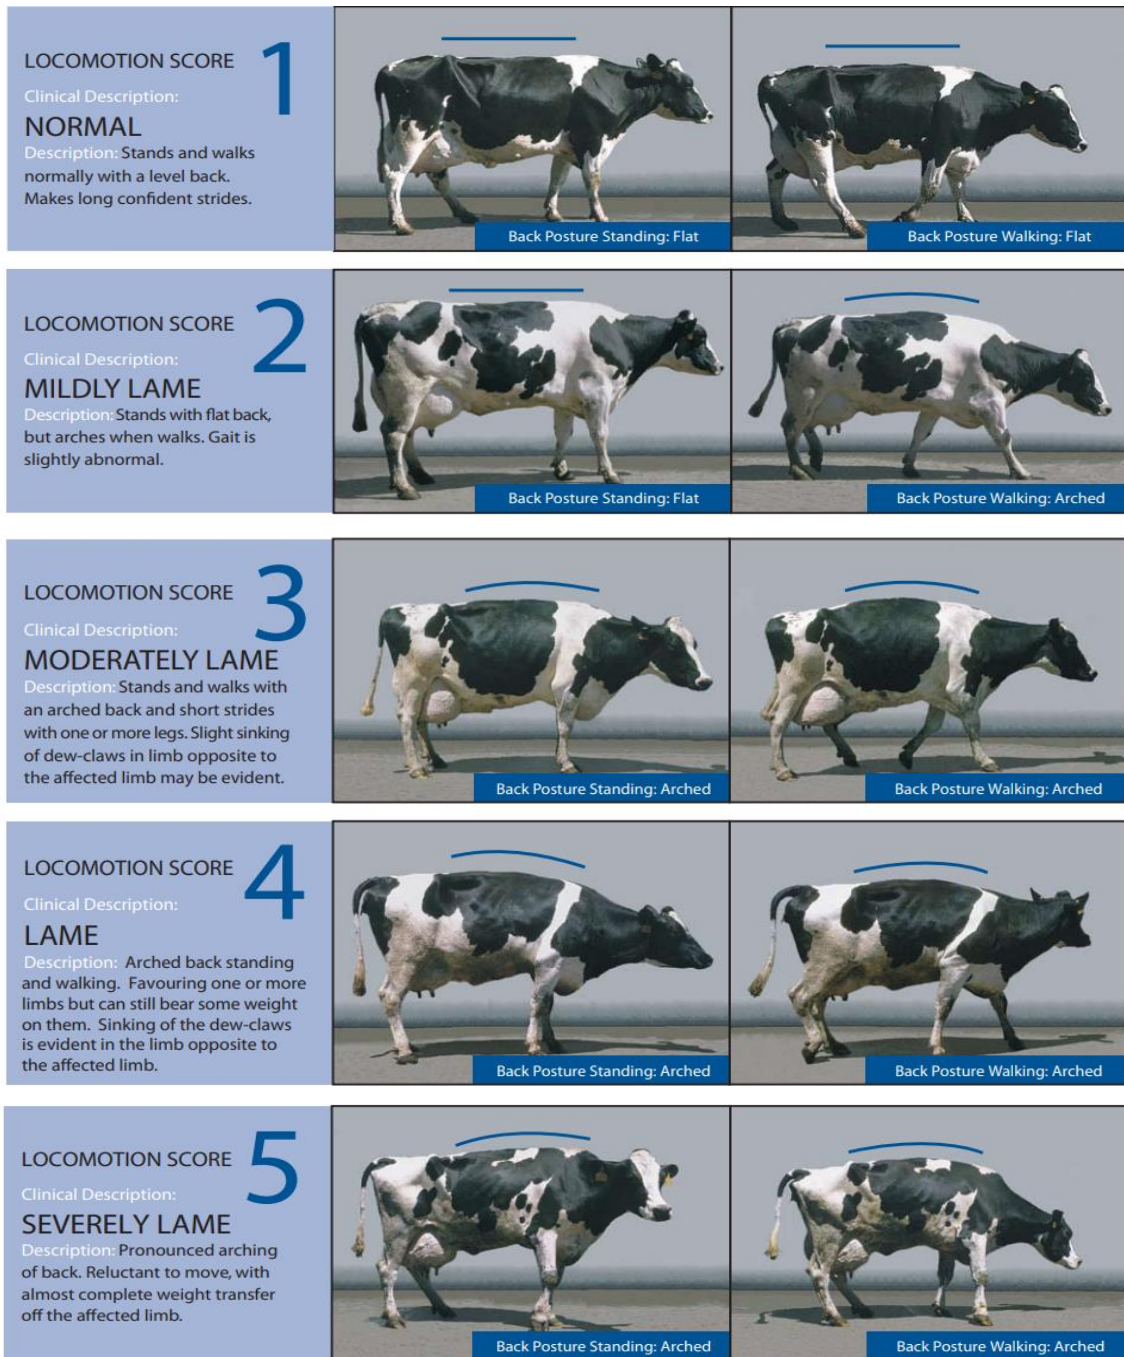 LOCOMOTION SCORE 1
Clinical Description:
NORMAL
Description: Stands and walks
normally with a level back.
Makes long confident strides.
Back Posture Standing: Flat
Back Posture Walking: Flat
LOCOMOTION SCORE 2
Clinical Description:
MILDLY LAME
Description: Stands with flat back,
but arches when walks. Gait is
slightly abnormal.
Back Posture Standing: Flat
Back Posture Walking: Arched
LOCOMOTION SCORE 3
Clinical Description:
MODERATELY LAME
Description: Stands and walks with
an arched back and short strides
with one or more legs. Slight sinking
of dew-claws in limb opposite to
the affected limb may be evident.
Back Posture Standing: Arched
Back Posture Walking: Arched
LOCOMOTION SCORE 4
Clinical Description:
LAME
Description: Arched back standing
and walking. Favouring one or more
limbs but can still bear some weight
on them. Sinking of the dew-claws
is evident in the limb opposite to
the affected limb.
Back Posture Standing: Arched
Back Posture Walking: Arched
LOCOMOTION SCORE 5
Clinical Description:
SEVERELY LAME
Description: Pronounced arching
of back. Reluctant to move, with
almost complete weight transfer
off the affected limb.
Back Posture Standing: Arched
Back Posture Walking: Arched